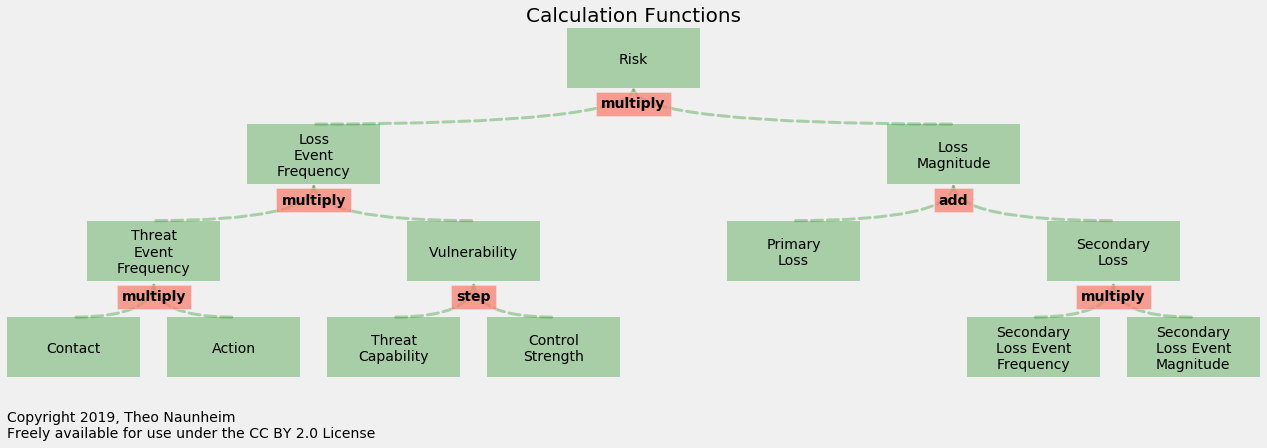 Calculation Functions
Risk
multiply
Loss
Event
Frequency
Loss
Magnitude
multiply
add
Threat
Event
Frequency
Vulnerability
Primary
Loss
Secondary
Loss
multiply
step
multiply
Contact
Action
Threat
Capability
Control
Strength
Secondary
Loss Event
Frequency
Secondary
Loss Event
Magnitude
Copyright 2019, Theo Naunheim
Freely available for use under the CC BY 2.0 License